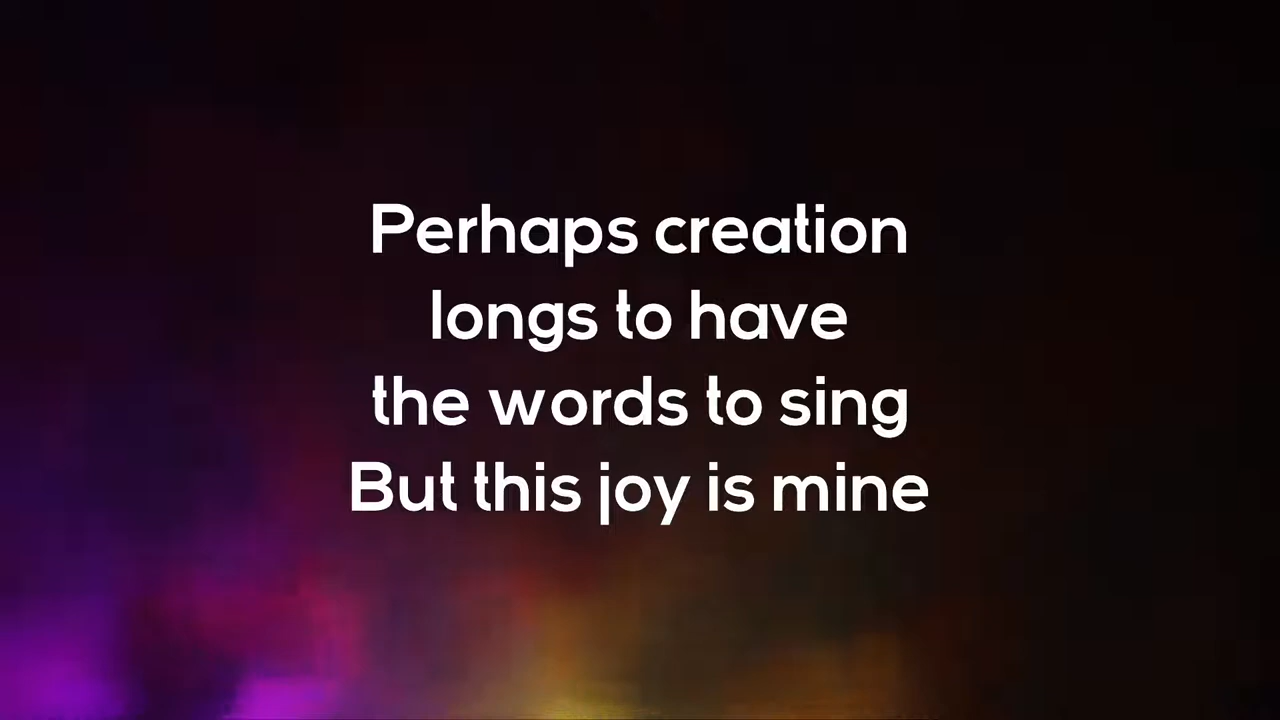 Perhaps creation
longs to have
the words to sing
But this joy is mine